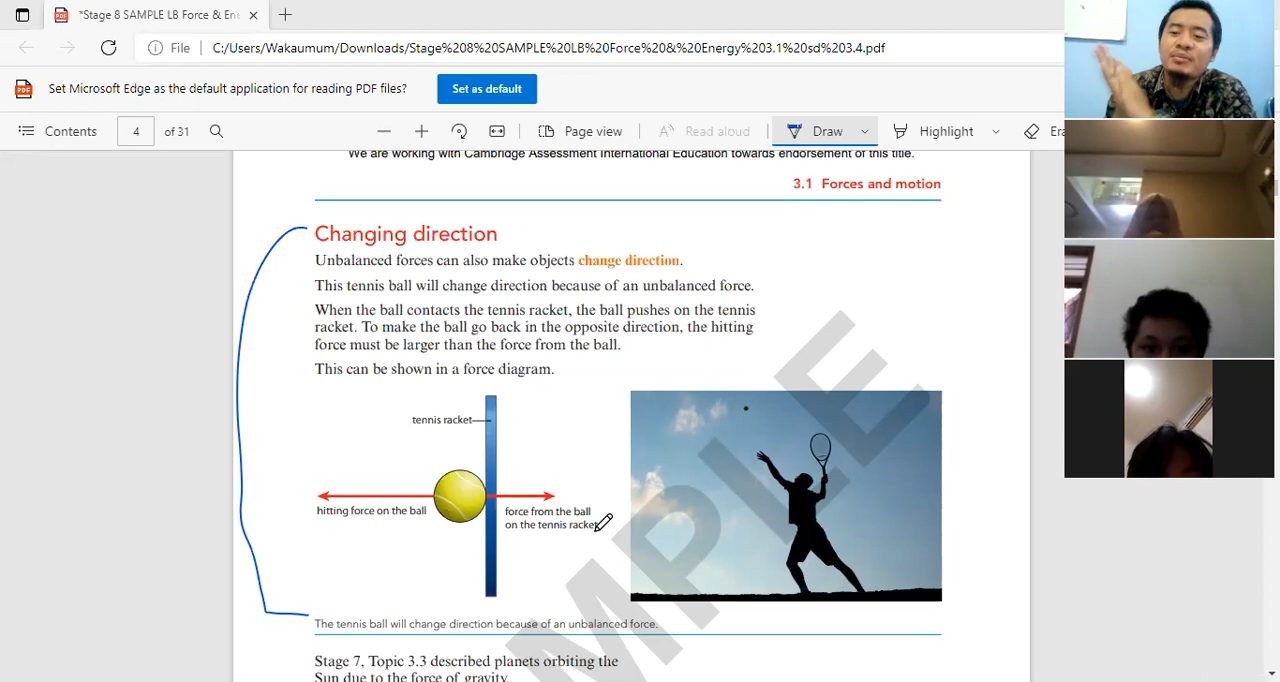 *Stage 8 SAMPLE LB Force & En
File C:/Users/Wakaumum/Downloads/Stage%208%20SAMPLE%20LB%20Force%20&%20Energy%203.1%20sd%203.4.pdf
Set Microsoft Edge as the default application for reading PDF files? Set as default
Contents 4 of 31 Page view Read aloud Draw Highlight Era
We are working with Cambridge Assessment International Education towards endorsement of this title.
3.1 Forces and motion
Changing direction
Unbalanced forces can also make objects change direction.
This tennis ball will change direction because of an unbalanced force.
When the ball contacts the tennis racket, the ball pushes on the tennis
racket. To make the ball go back in the opposite direction, the hitting
force must be larger than the force from the ball.
This can be shown in a force diagram.
tennis racket
hitting force on the ball
force from the ball
on the tennis racket
The tennis ball will change direction because of an unbalanced force.
Stage 7, Topic 3.3 described planets orbiting the
Sun due to the force of gravity.
SAMPLE